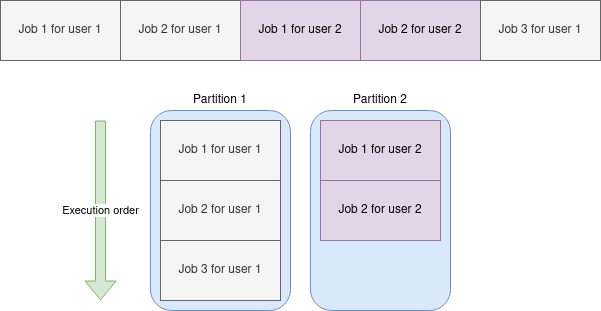 Job 1 for user 1
Job 2 for user 1
Job 1 for user 2
Job 2 for user 2
Job 3 for user 1
Partition 1
Partition 2
Job 1 for user 1
Job 1 for user 2
Job 2 for user 1
Job 2 for user 2
Execution order
Job 3 for user 1